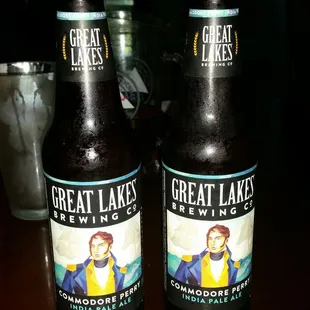 GREAT
LAKES
BREWING CO
GREAT LAKES
BREWING CO
COMMODORE PERRY
INDIA PALE ALE
GREAT
LAKES
BREWING CO
GREAT LAKES
BREWING CO
COMMODORE PERRY
INDIA PALE ALE